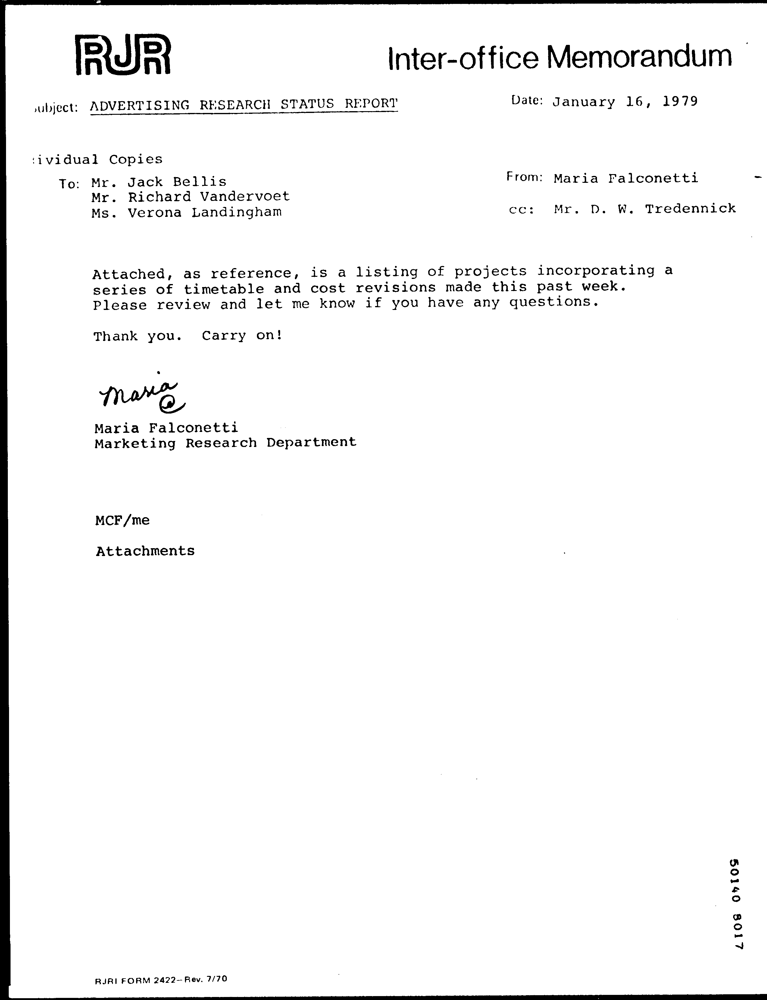 RJR
Inter-office Memorandum
ubject: ADVERTISING RESEARCH STATUS REPORT
Date: January 16, 1979
ividual Copies
To: Mr. Jack Bellis
Mr. Richard Vandervoet
Ms. Verona Landingham
From: Maria Falconetti
cc: Mr. D. W. Tredennick
Attached, as reference, is a listing of projects incorporating a
series of timetable and cost revisions made this past week.
Please review and let me know if you have any questions.
Thank you. Carry on!
Maria
Maria Falconetti
Marketing Research Department
MCF/me
Attachments
50140 8017
RJRI FORM 2422–Rev. 7/70